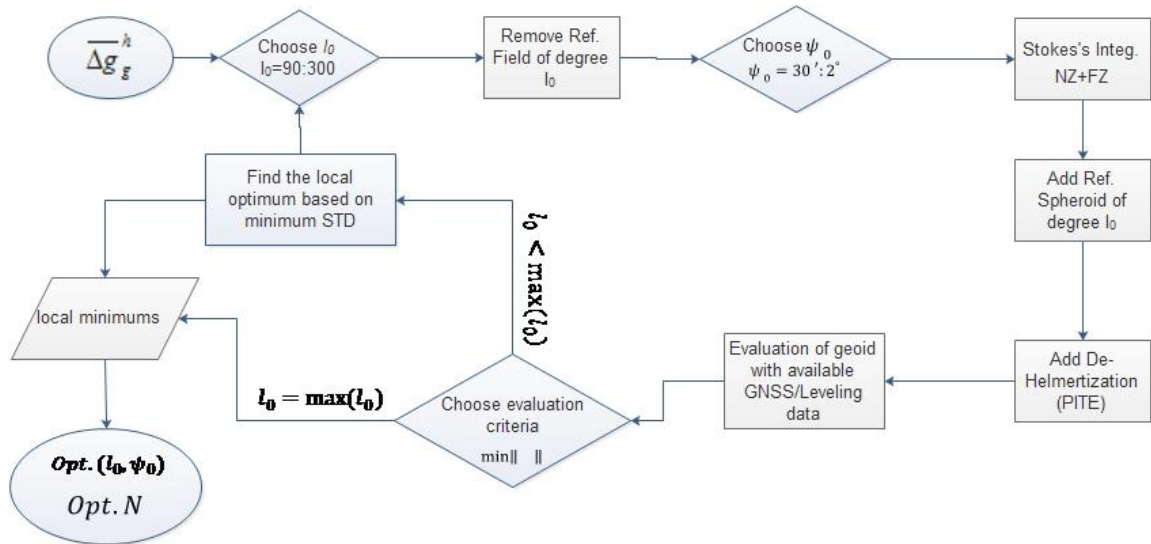 Δg g h
Choose l₀
l₀=90:300
Remove Ref.
Field of degree
l₀
Choose ψ ₀
ψ ₀ = 30′: 2°
Stokes's Integ.
NZ+FZ
Add Ref.
Spheroid of
degree l₀
Add De-
Helmertization
(PITE)
Evaluation of geoid
with available
GNSS/Leveling
data
Choose evaluation
criteria
min‖ ‖
l₀ < max(l₀)
Find the local
optimum based on
minimum STD
l₀ = max(l₀)
local minimums
Opt.(l₀,ψ₀)
Opt. N